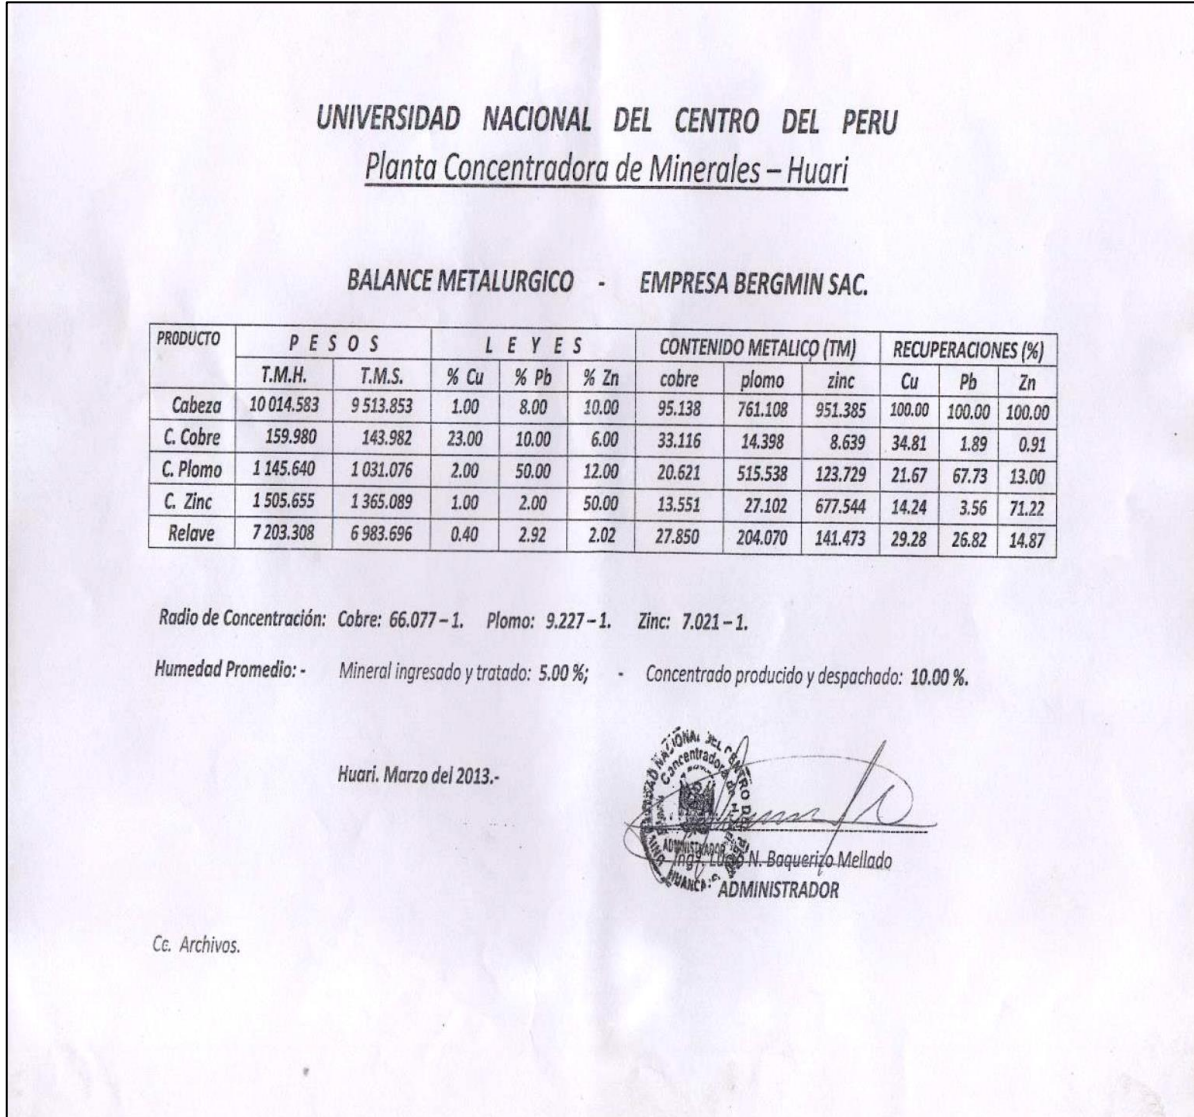 UNIVERSIDAD NACIONAL DEL CENTRO DEL PERU
Planta Concentradora de Minerales – Huari
BALANCE METALURGICO - EMPRESA BERGMIN SAC.
PRODUCTO P E S O S L E Y E S CONTENIDO METALICO (TM) RECUPERACIONES (%)
T.M.H. T.M.S. % Cu % Pb % Zn cobre plomo zinc Cu Pb Zn
Cabeza 10 014.583 9 513.853 1.00 8.00 10.00 95.138 761.108 951.385 100.00 100.00 100.00
C. Cobre 159.980 143.982 23.00 10.00 6.00 33.116 14.398 8.639 34.81 1.89 0.91
C. Plomo 1 145.640 1 031.076 2.00 50.00 12.00 20.621 515.538 123.729 21.67 67.73 13.00
C. Zinc 1 505.655 1 365.089 1.00 2.00 50.00 13.551 27.102 677.544 14.24 3.56 71.22
Relave 7 203.308 6 983.696 0.40 2.92 2.02 27.850 204.070 141.473 29.28 26.82 14.87
Radio de Concentración: Cobre: 66.077 – 1. Plomo: 9.227 – 1. Zinc: 7.021 – 1.
Humedad Promedio: - Mineral ingresado y tratado: 5.00 %; - Concentrado producido y despachado: 10.00 %.
Huari. Marzo del 2013.-
NACIONAL DEL CENTRO
Concentradora de
ADMINISTRADOR
N. Baquerizo Mellado
ADMINISTRADOR
Cc. Archivos.